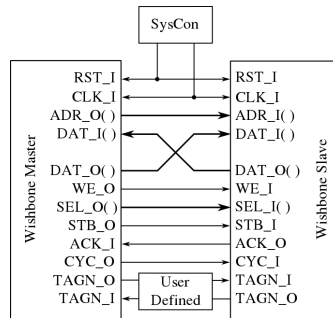 SysCon
Wishbone Master
Wishbone Slave
RST_I RST_I
CLK_I CLK_I
ADR_O( ) ADR_I( )
DAT_I( ) DAT_I( )
DAT_O( ) DAT_O( )
WE_O WE_I
SEL_O( ) SEL_I( )
STB_O STB_I
ACK_I ACK_O
CYC_O CYC_I
TAGN_O User TAGN_I
TAGN_I Defined TAGN_O